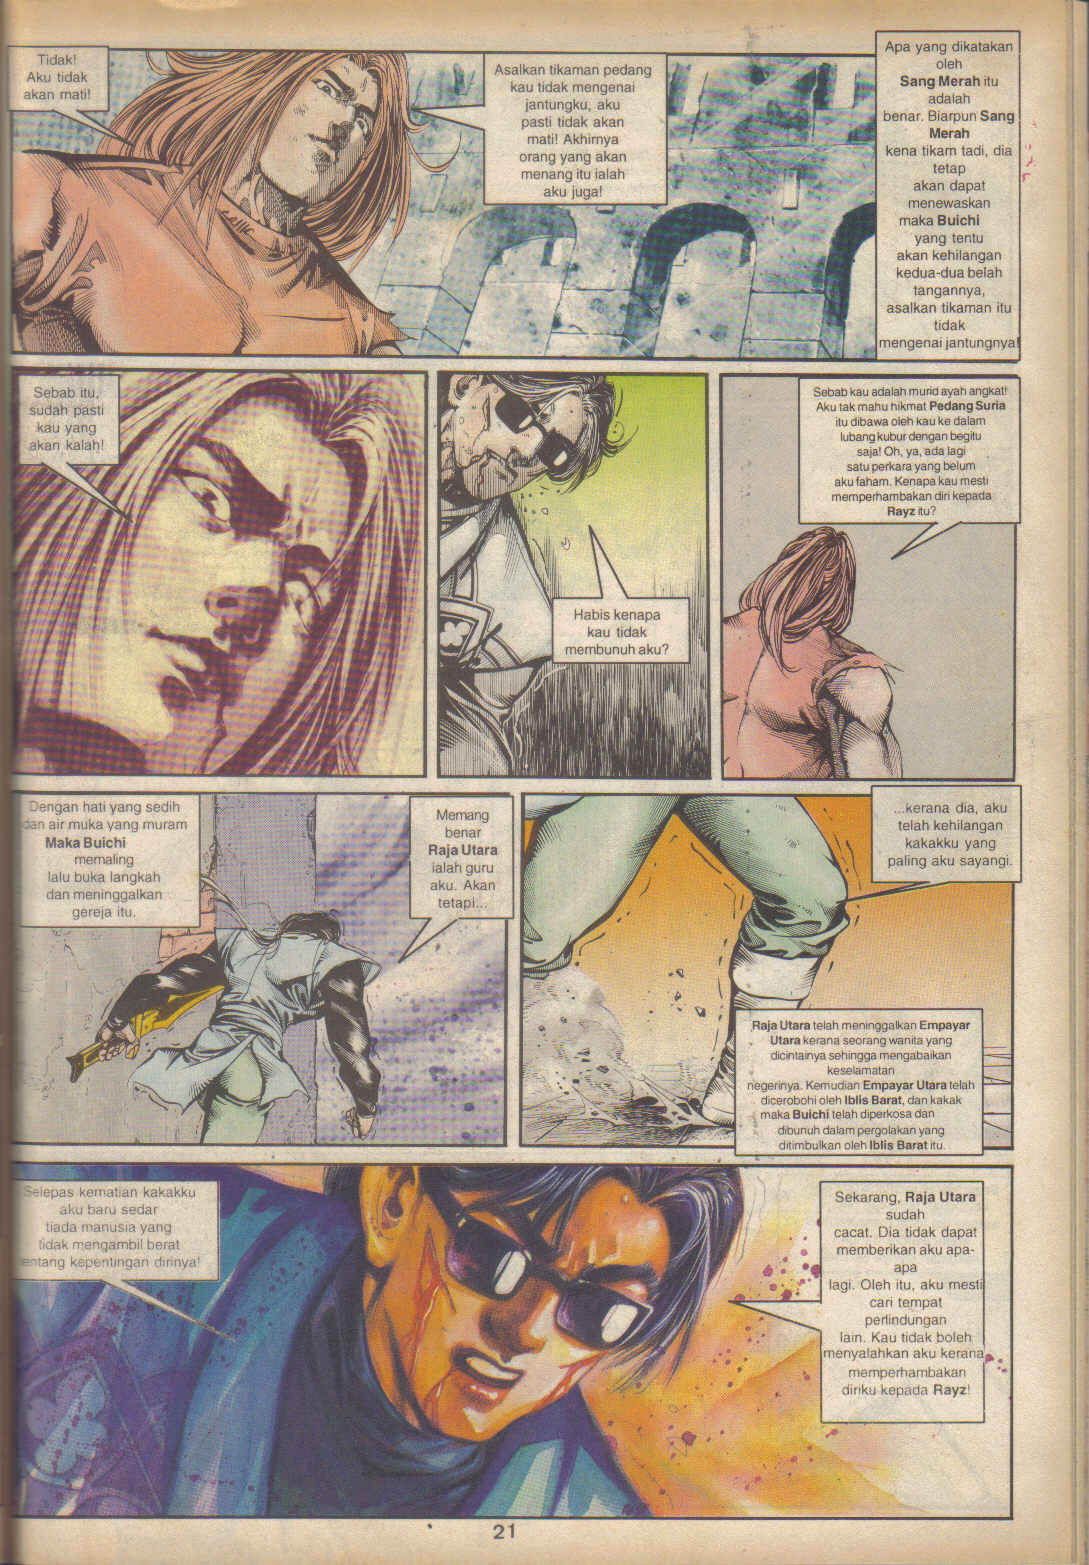 Tidak!
Aku tidak
akan mati!
Asalkan tikaman pedang
kau tidak mengenai
jantungku, aku
pasti tidak akan
mati! Akhirnya
orang yang akan
menang itu ialah
aku juga!
Apa yang dikatakan
oleh
Sang Merah itu
adalah
benar. Biarpun Sang
Merah
kena tikam tadi, dia
tetap
akan dapat
menewaskan
maka Buichi
yang tentu
akan kehilangan
kedua-dua belah
tangannya,
asalkan tikaman itu
tidak
mengenai jantungnya!
Sebab itu,
sudah pasti
kau yang
akan kalah!
Habis kenapa
kau tidak
membunuh aku?
Sebab kau adalah murid ayah angkat!
Aku tak mahu hikmat Pedang Suria
itu dibawa oleh kau ke dalam
lubang kubur dengan begitu
saja! Oh, ya, ada lagi
satu perkara yang belum
aku faham. Kenapa kau mesti
memperhambakan diri kepada
Rayz itu?
Dengan hati yang sedih
dan air muka yang muram
Maka Buichi
memaling
lalu buka langkah
dan meninggalkan
gereja itu.
Memang
benar
Raja Utara
ialah guru
aku. Akan
tetapi...
...kerana dia, aku
telah kehilangan
kakakku yang
paling aku sayangi.
Raja Utara telah meninggalkan Empayar
Utara kerana seorang wanita yang
dicintainya sehingga mengabaikan
keselamatan
negerinya. Kemudian Empayar Utara telah
dicerobohi oleh Iblis Barat, dan kakak
maka Buichi telah diperkosa dan
dibunuh dalam pergolakan yang
ditimbulkan oleh Iblis Barat itu.
Selepas kematian kakakku
aku baru sedar
tiada manusia yang
tidak mengambil berat
tentang kepentingan dirinya!
Sekarang, Raja Utara
sudah
cacat. Dia tidak dapat
memberikan aku apa-
apa
lagi. Oleh itu, aku mesti
cari tempat
perlindungan
lain. Kau tidak boleh
menyalahkan aku kerana
memperhambakan
diriku kepada Rayz!
21